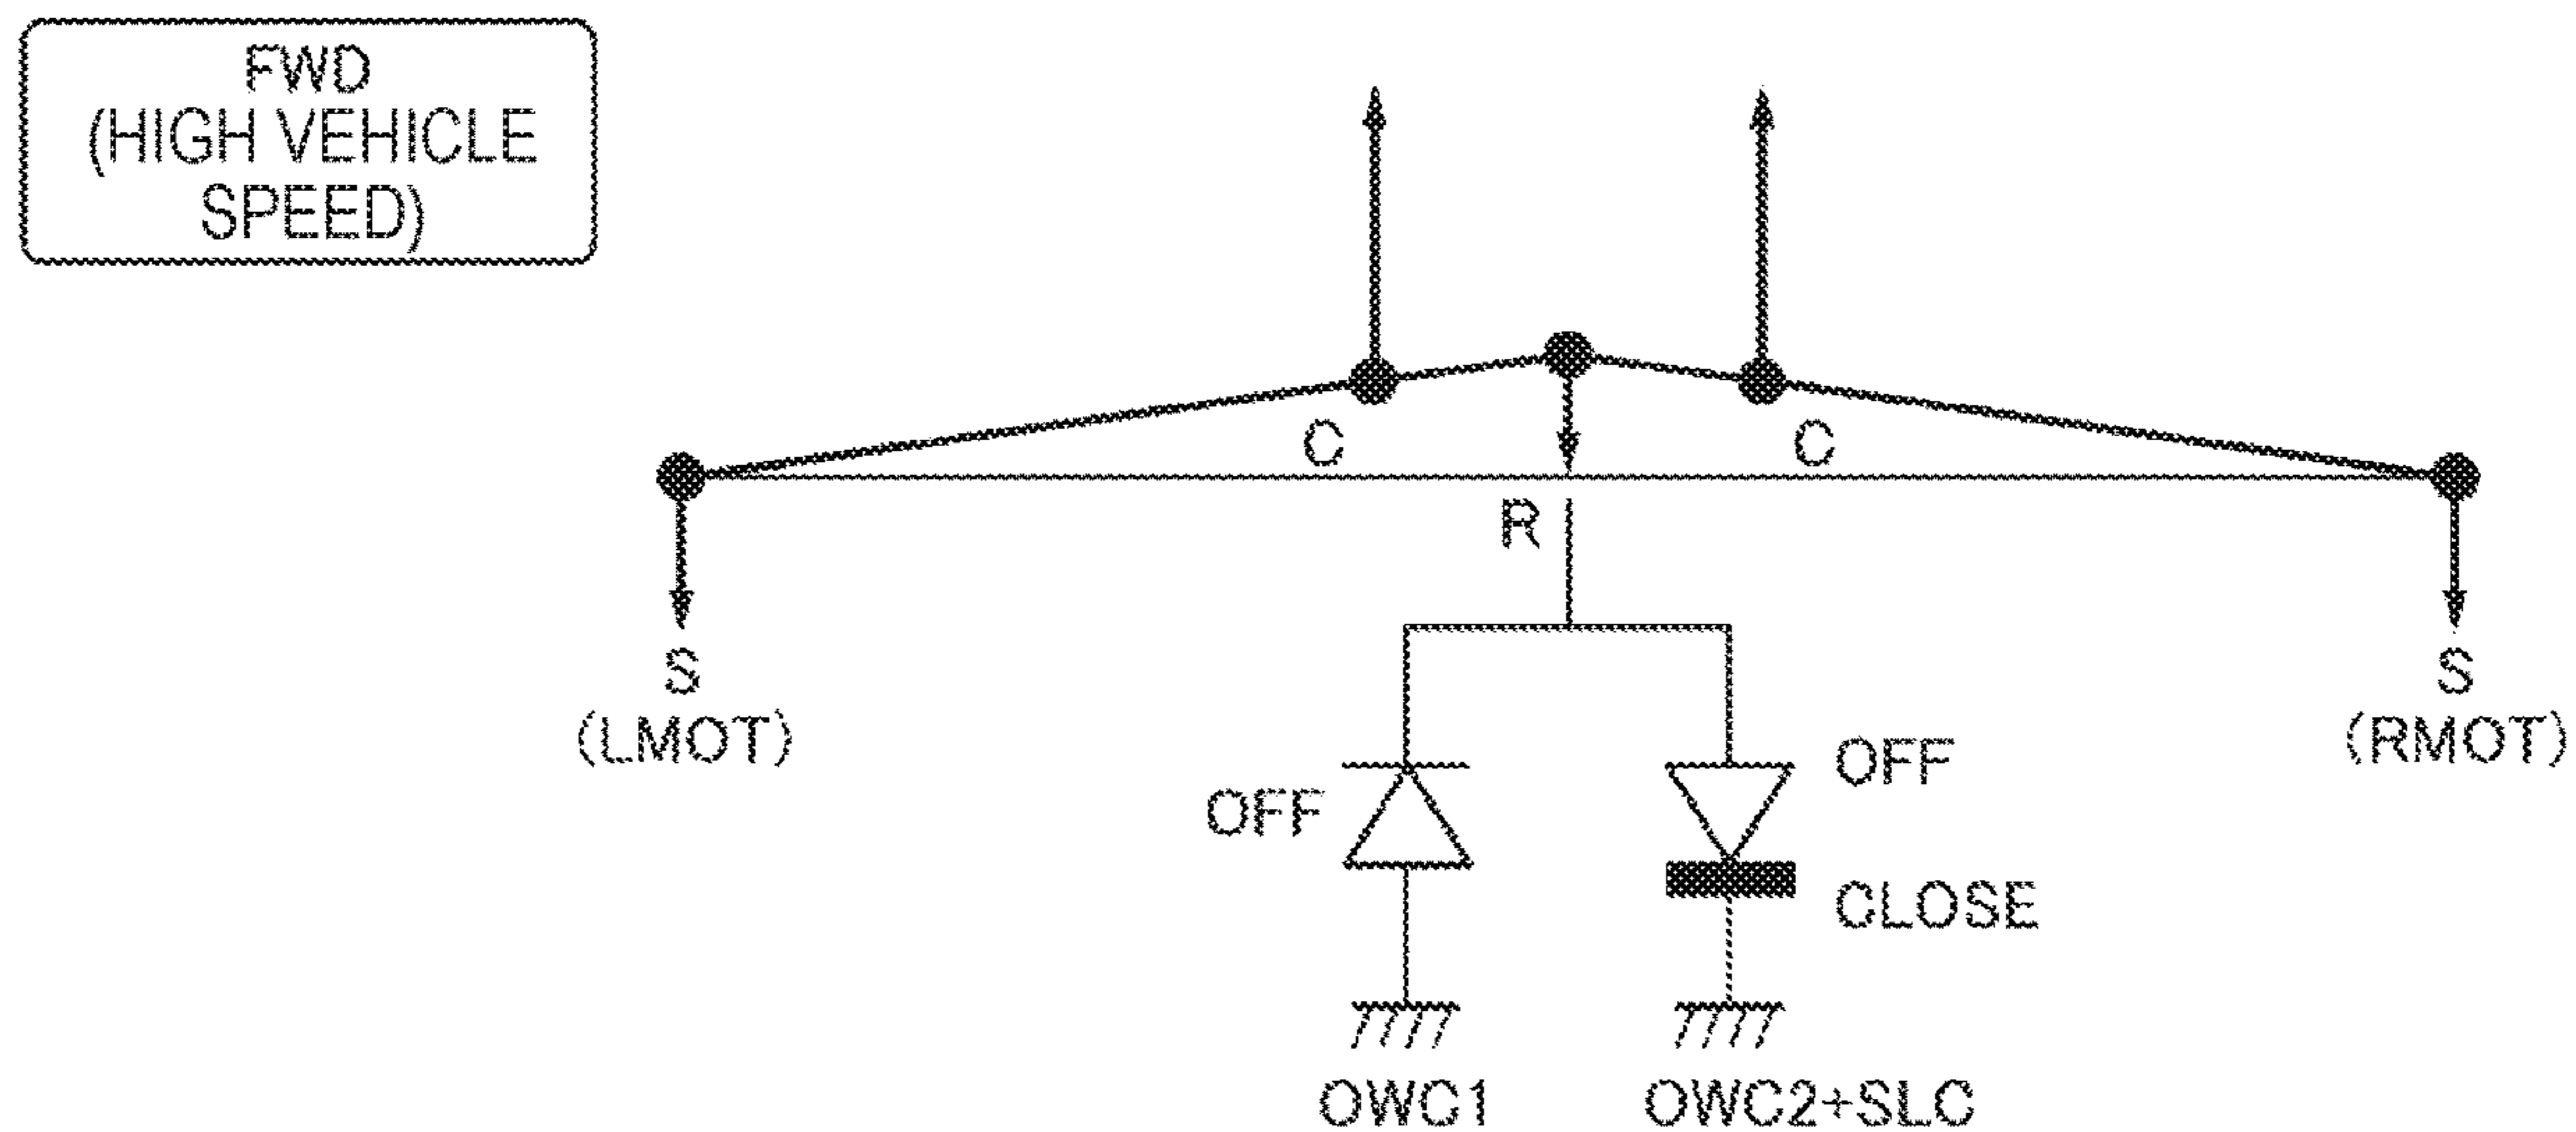 FWD
(HIGH VEHICLE
SPEED)
C
C
R
S
(LMOT)
S
(RMOT)
OFF
OFF
CLOSE
OWC1
OWC2+SLC